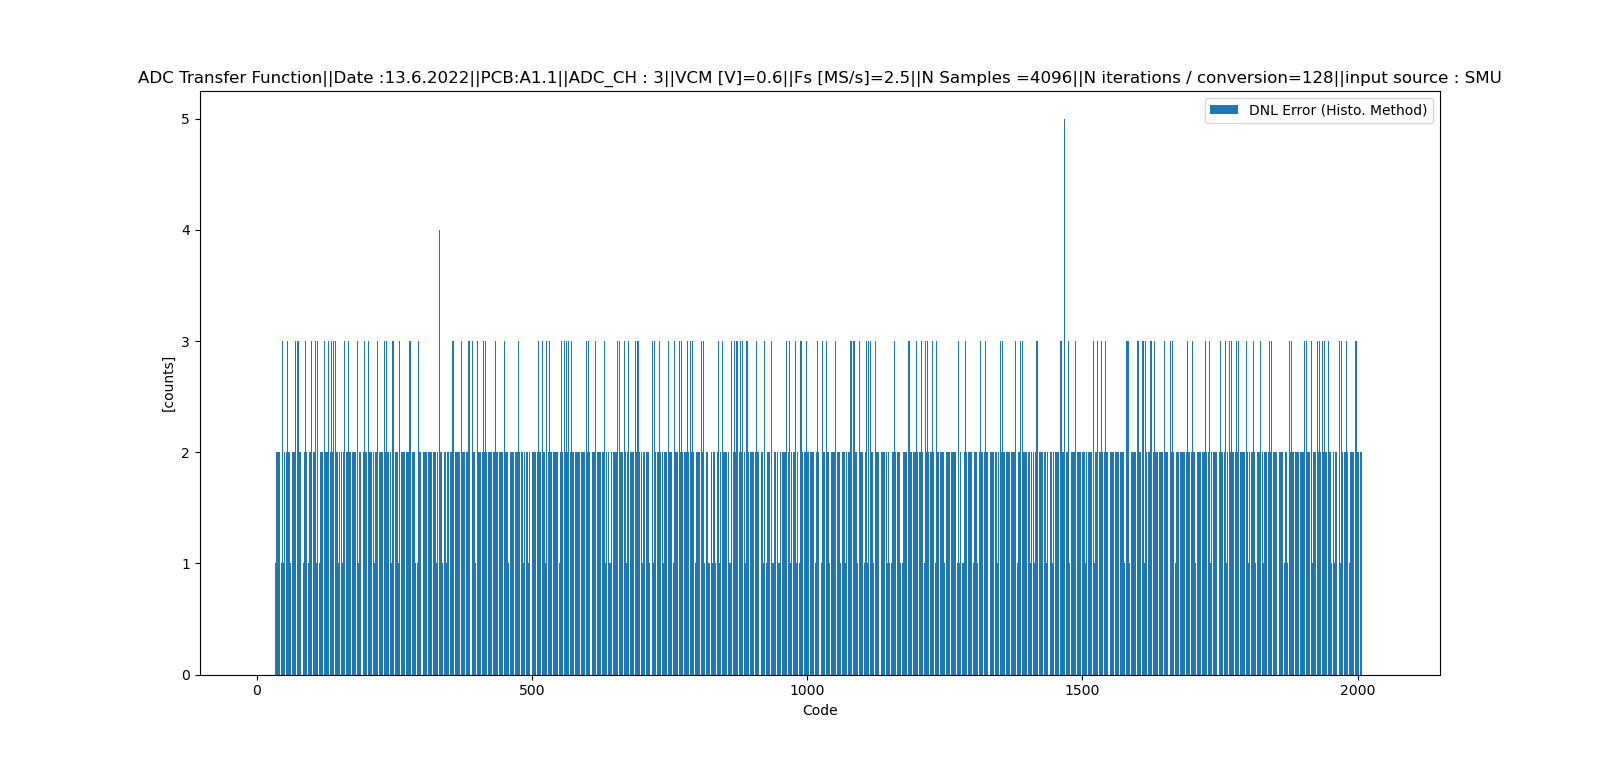 ADC Transfer Function||Date :13.6.2022||PCB:A1.1||ADC_CH : 3||VCM [V]=0.6||Fs [MS/s]=2.5||N Samples =4096||N iterations / conversion=128||input source : SMU
DNL Error (Histo. Method)
5
4
3
2
1
0
[counts]
0 500 1000 1500 2000
Code